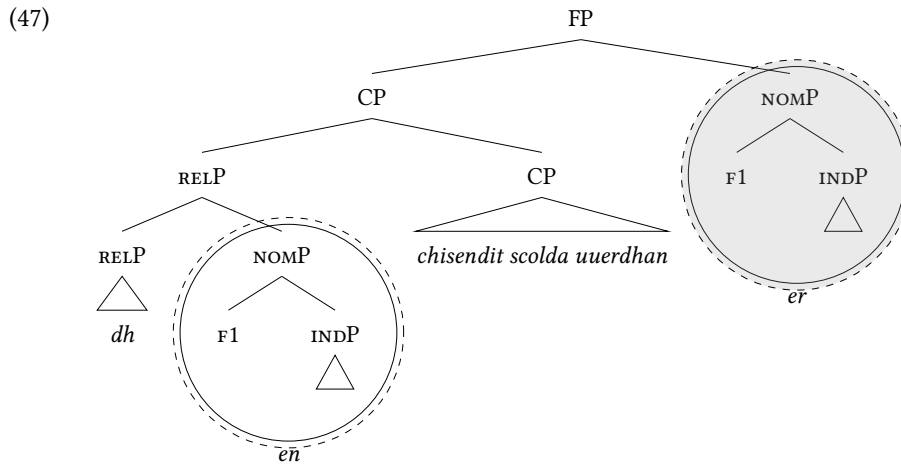 (47)
FP
CP
NOMP
RELP
CP
F1
INDP
RELP
NOMP
chisendit scolda uuerdhan
er
dh
F1
INDP
en